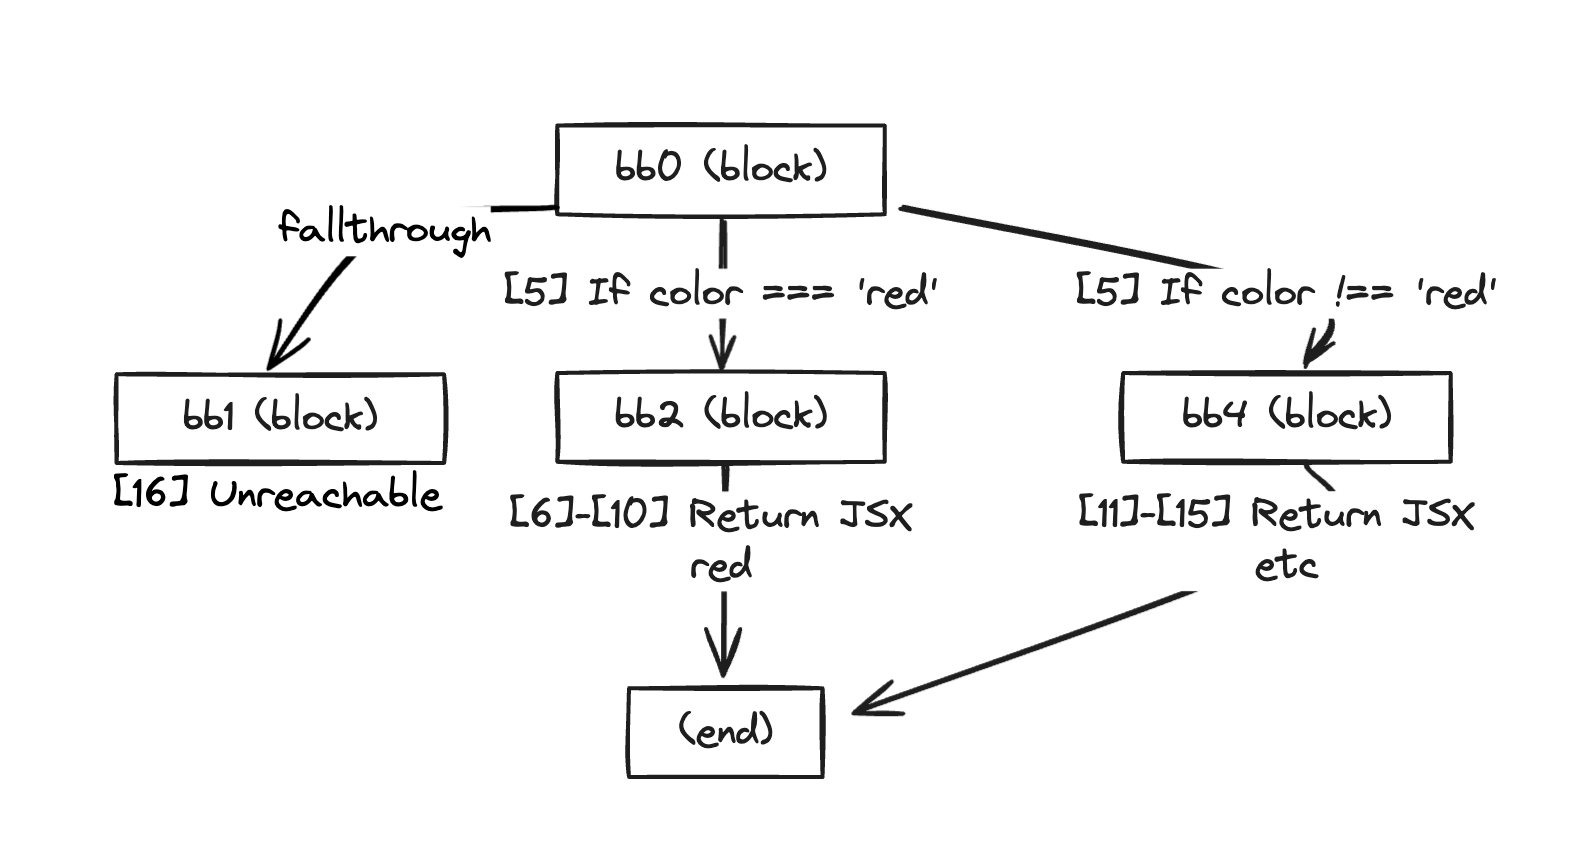 bb0 (block)
fallthrough
[5] If color === 'red'
[5] If color !== 'red'
bb1 (block)
bb2 (block)
bb4 (block)
[16] Unreachable
[6]-[10] Return JSX
red
[11]-[15] Return JSX
etc
(end)